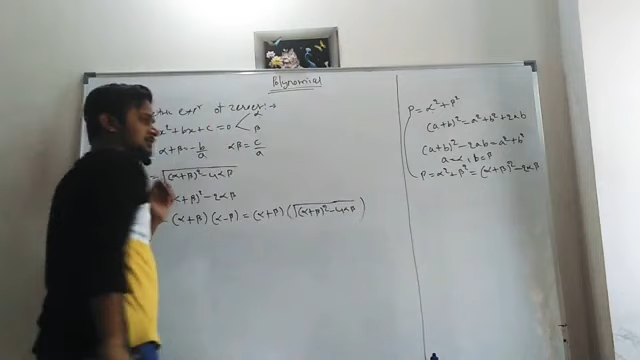 Polynomial
expr of zeroes :→
x² + bx + c = 0 < α
β
α+β = -b/a αβ = c/a
= √(α+β)² - 4αβ
α+β)² - 2αβ
(α+β)(α-β) = (α+β)(√(α+β)² - 4αβ)
P = α² + β²
(a+b)² = a² + b² + 2ab
(a+b)² - 2ab = a² + b²
a=α, b=β
P = α² + β² = (α+β)² - 2αβ